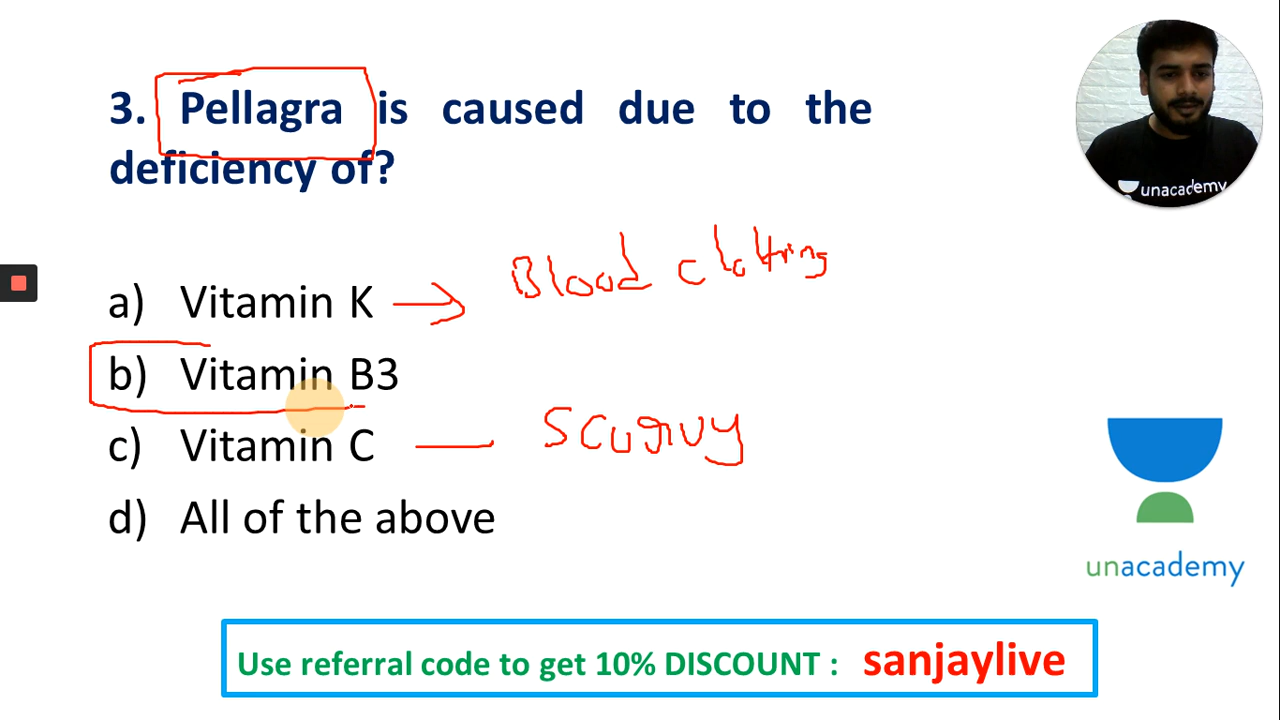 3. Pellagra is caused due to the
deficiency of?
unacademy
a) Vitamin K → Blood clotting
b) Vitamin B3
c) Vitamin C — Scurvy
d) All of the above
unacademy
Use referral code to get 10% DISCOUNT : sanjaylive